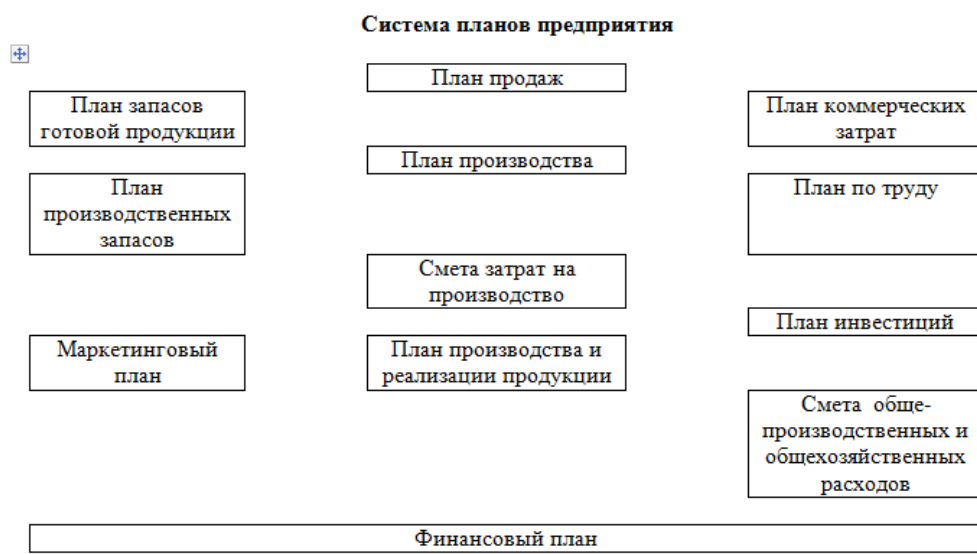 Система планов предприятия
План продаж
План запасов
готовой продукции
План коммерческих
затрат
План производства
План
производственных
запасов
План по труду
Смета затрат на
производство
План инвестиций
Маркетинговый
план
План производства и
реализации продукции
Смета обще-
производственных и
общехозяйственных
расходов
Финансовый план